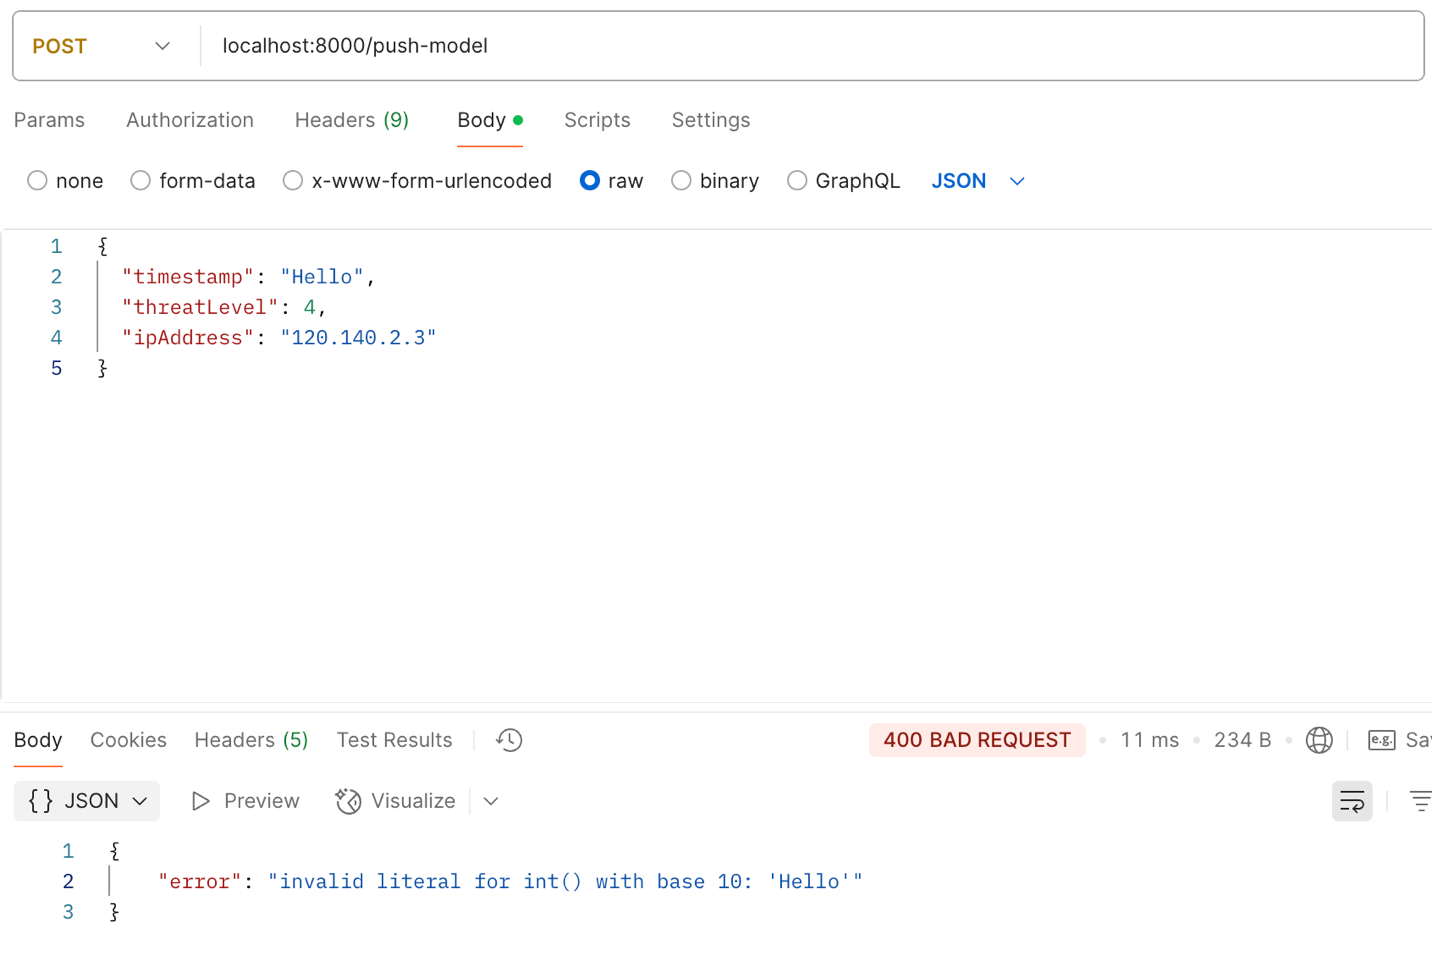 POST localhost:8000/push-model
Params Authorization Headers (9) Body Scripts Settings
none form-data x-www-form-urlencoded raw binary GraphQL JSON
1 {
2 "timestamp": "Hello",
3 "threatLevel": 4,
4 "ipAddress": "120.140.2.3"
5 }
Body Cookies Headers (5) Test Results 400 BAD REQUEST • 11 ms • 234 B • e.g. Sa
{} JSON Preview Visualize
1 {
2 "error": "invalid literal for int() with base 10: 'Hello'"
3 }